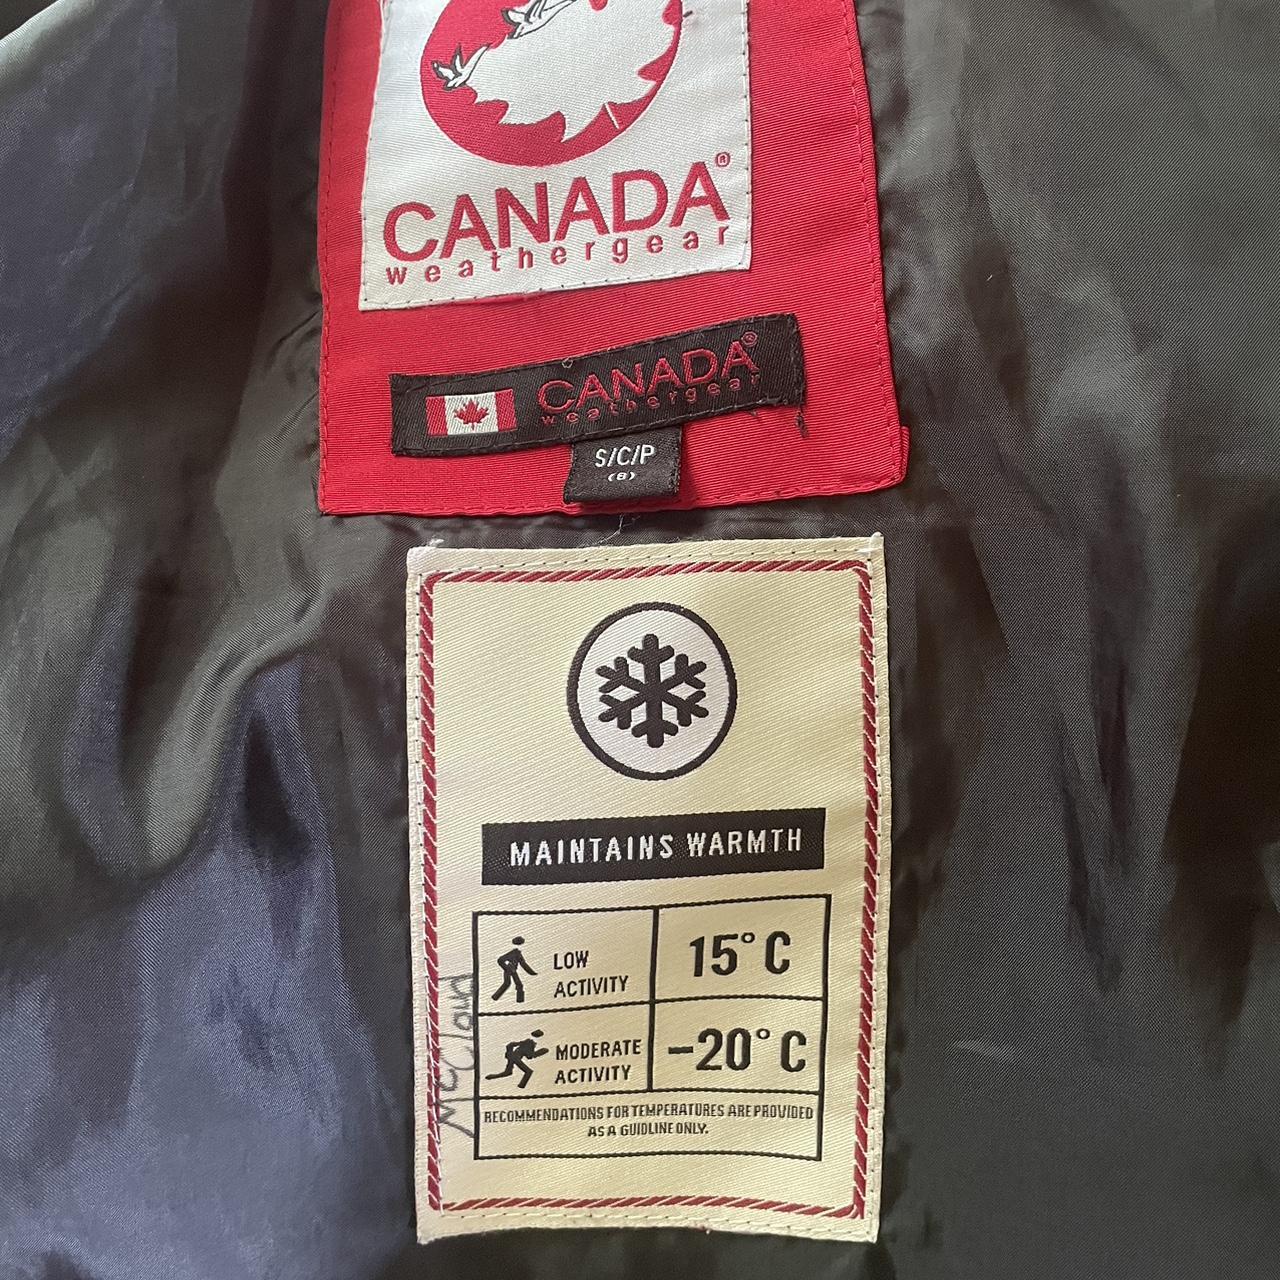 CANADA®
weathergear
CANADA®
weathergear
S/C/P
(8)
MAINTAINS WARMTH
LOW
ACTIVITY
15° C
MODERATE
ACTIVITY
-20° C
RECOMMENDATIONS FOR TEMPERATURES ARE PROVIDED
AS A GUIDLINE ONLY.
McCloud